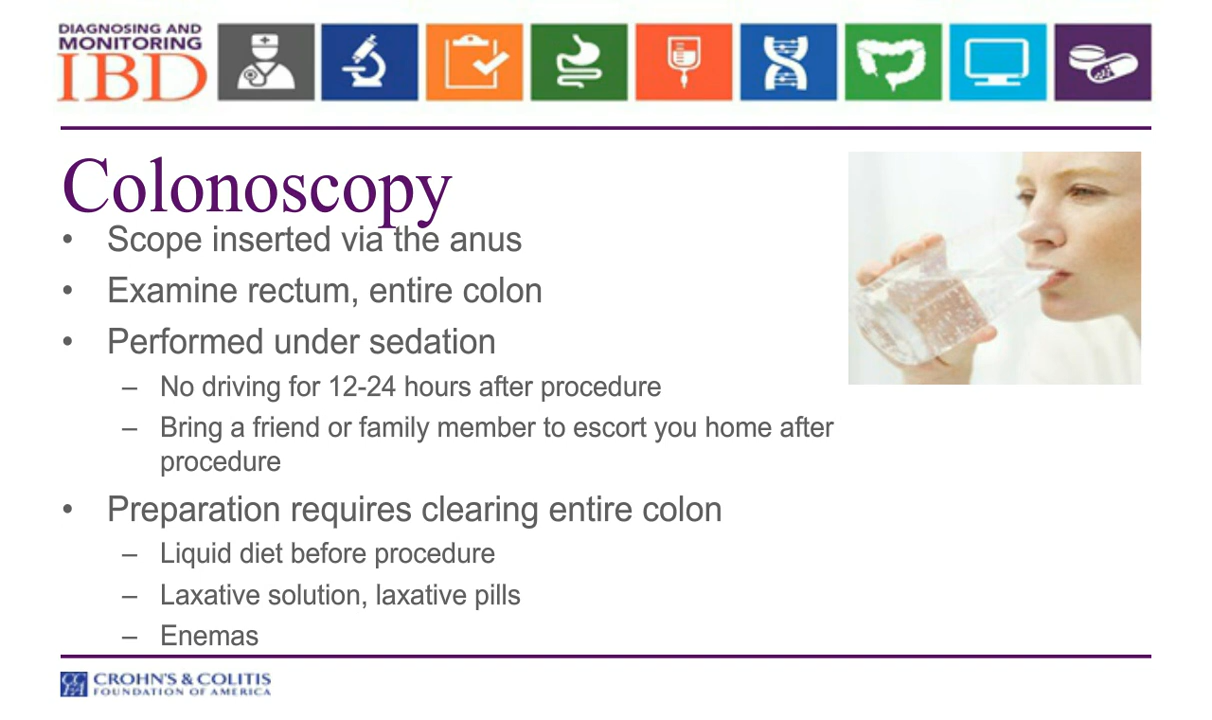 DIAGNOSING AND
MONITORING
IBD
Colonoscopy
• Scope inserted via the anus
• Examine rectum, entire colon
• Performed under sedation
– No driving for 12-24 hours after procedure
– Bring a friend or family member to escort you home after
procedure
• Preparation requires clearing entire colon
– Liquid diet before procedure
– Laxative solution, laxative pills
– Enemas
CROHN'S & COLITIS
FOUNDATION OF AMERICA